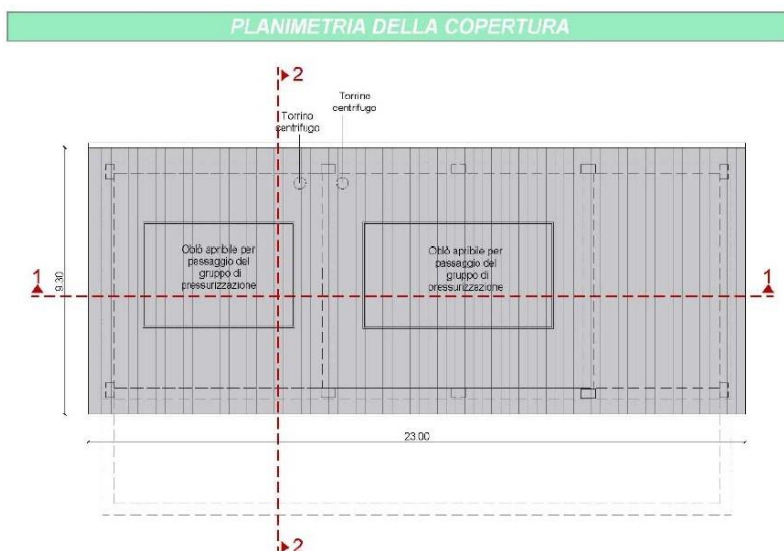 PLANIMETRIA DELLA COPERTURA
2
Torrino
centrifugo
Torrino
centrifugo
Oblò apribile per
passaggio del
gruppo di
pressurizzazione
Oblò apribile per
passaggio del
gruppo di
pressurizzazione
1
1
9.30
23.00
2